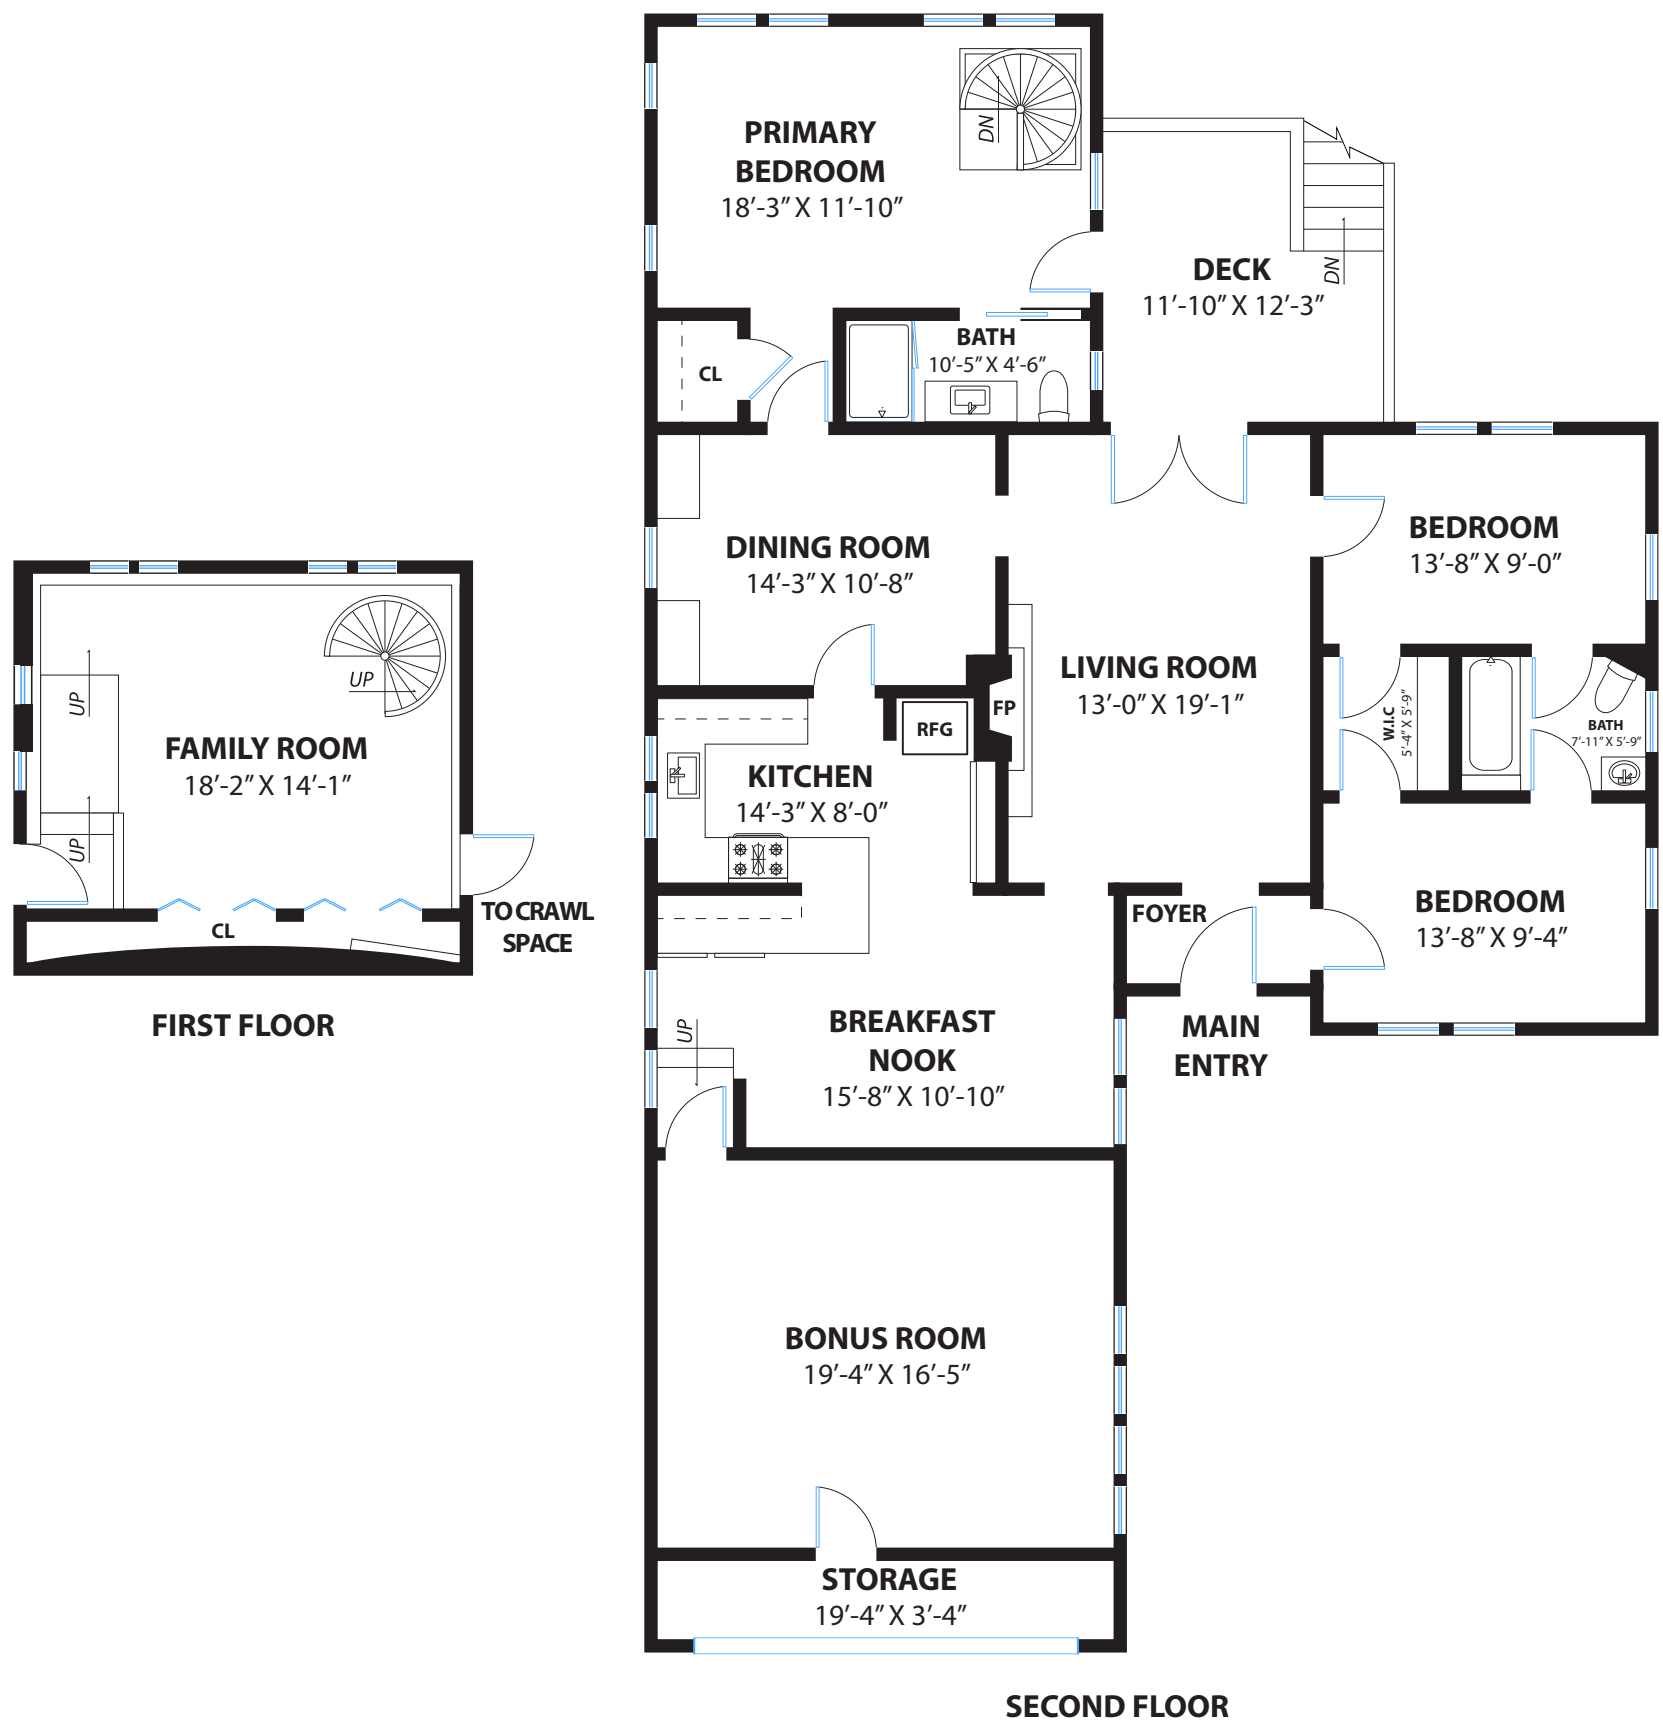 PRIMARY
BEDROOM
18’-3” X 11’-10”
DN
DECK
11’-10” X 12’-3”
DN
BATH
10’-5” X 4’-6”
CL
DINING ROOM
14’-3” X 10’-8”
LIVING ROOM
13’-0” X 19’-1”
FP
BEDROOM
13’-8” X 9’-0”
W.I.C
5’-4” X 5’-9”
BATH
7’-11” X 5’-9”
RFG
KITCHEN
14’-3” X 8’-0”
FOYER
BEDROOM
13’-8” X 9’-4”
MAIN
ENTRY
BREAKFAST
NOOK
15’-8” X 10’-10”
UP
BONUS ROOM
19’-4” X 16’-5”
STORAGE
19’-4” X 3’-4”
SECOND FLOOR
UP
UP
UP
FAMILY ROOM
18’-2” X 14’-1”
CL
TO CRAWL
SPACE
FIRST FLOOR